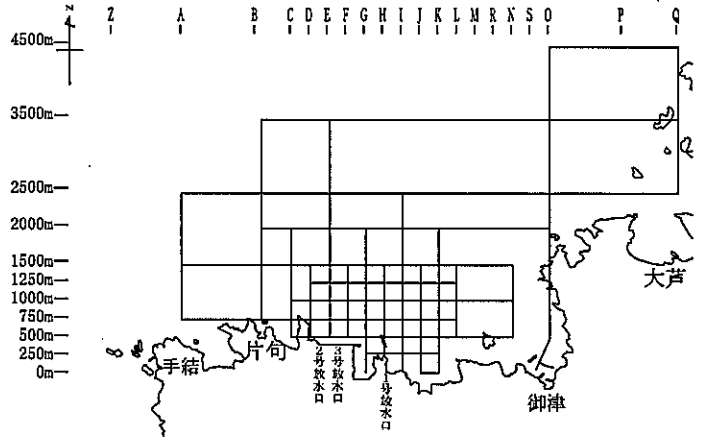 N
Z A B C D E F G H I J K L M R N S O P Q
4500m
3500m
2500m
2000m
1500m
1250m
1000m
750m
500m
250m
0m
大芦
手結
片句
2号放水口
3号放水口
1号放水口
御津